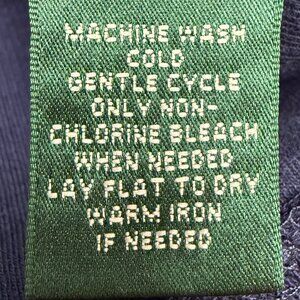 MACHINE WASH
COLD
GENTLE CYCLE
ONLY NON-
CHLORINE BLEACH
WHEN NEEDED
LAY FLAT TO DRY
WARM IRON
IF NEEDED